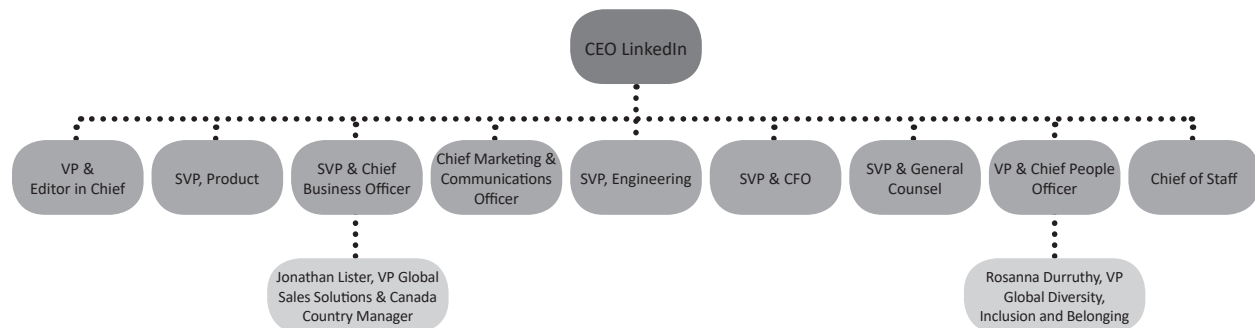 CEO LinkedIn
VP &
Editor in Chief
SVP, Product
SVP & Chief
Business Officer
Chief Marketing &
Communications
Officer
SVP, Engineering
SVP & CFO
SVP & General
Counsel
VP & Chief People
Officer
Chief of Staff
Jonathan Lister, VP Global
Sales Solutions & Canada
Country Manager
Rosanna Durruthy, VP
Global Diversity,
Inclusion and Belonging